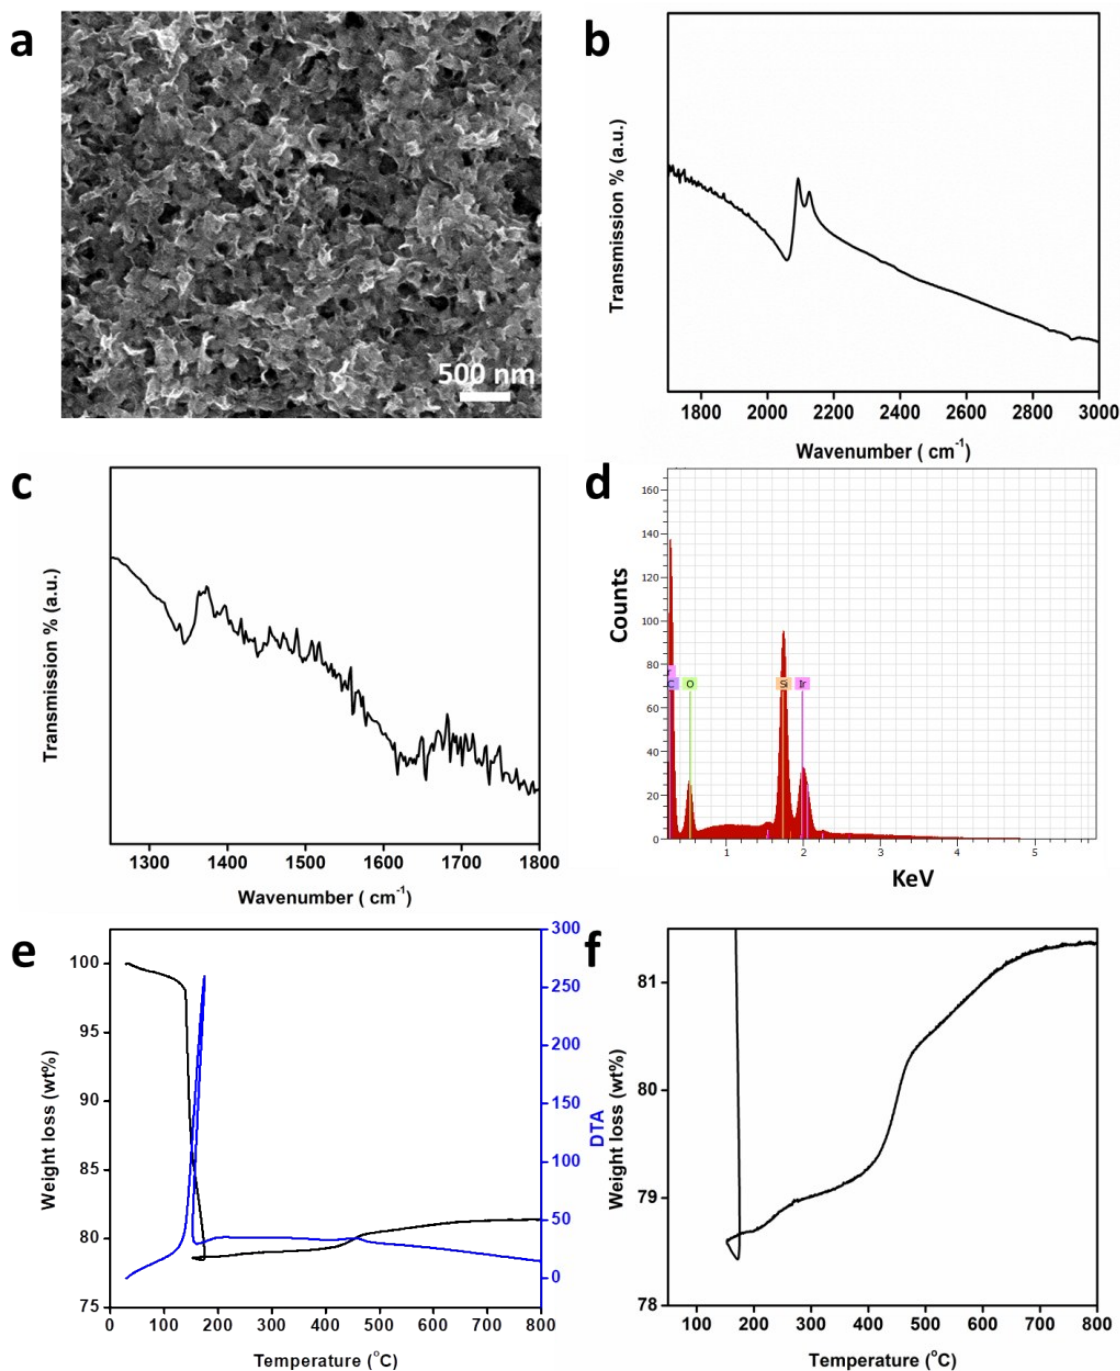 a
500 nm
b
Transmission % (a.u.)
1800 2000 2200 2400 2600 2800 3000
Wavenumber ( cm⁻¹)
c
Transmission % (a.u.)
1300 1400 1500 1600 1700 1800
Wavenumber ( cm⁻¹)
d
Counts
160
140
120
100
80
60
40
20
0
C O Si Ir
1 2 3 4 5
KeV
e
Weight loss (wt%)
100
95
90
85
80
75
0 100 200 300 400 500 600 700 800
Temperature (°C)
300
250
200
150
100
50
0
DTA
f
Weight loss (wt%)
81
80
79
78
100 200 300 400 500 600 700 800
Temperature (°C)